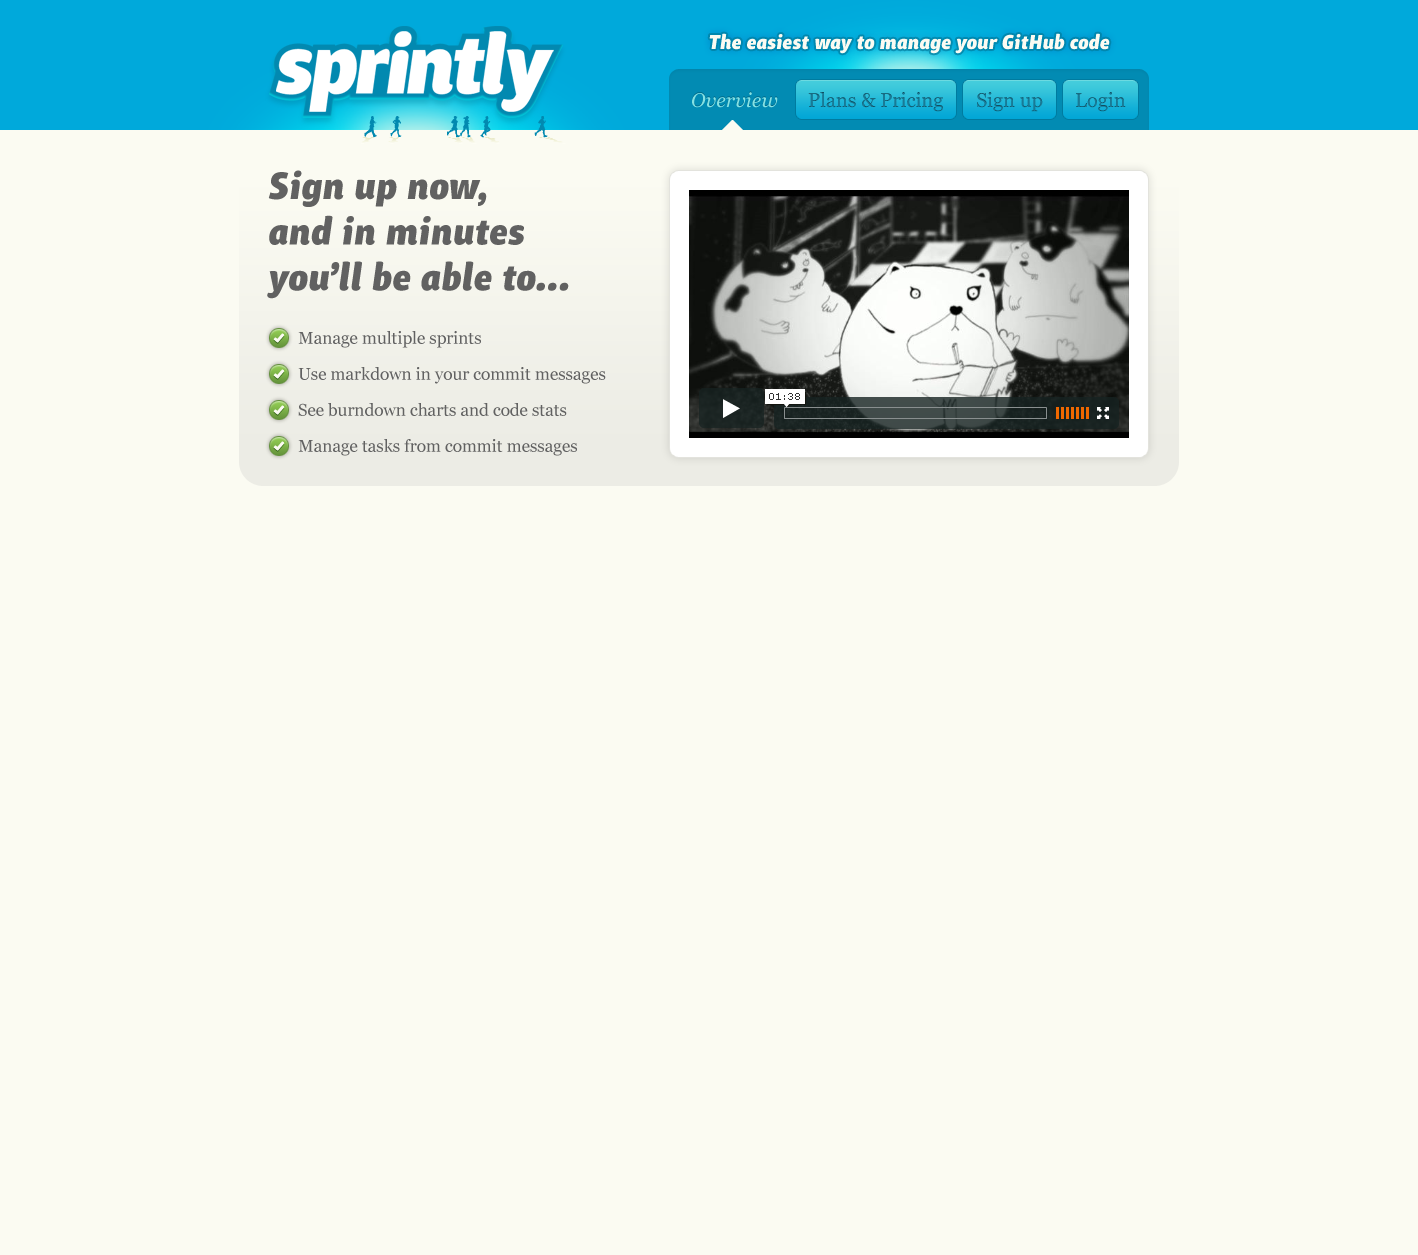 sprintly
The easiest way to manage your GitHub code
Overview
Plans & Pricing
Sign up
Login
Sign up now,
and in minutes
you’ll be able to...
Manage multiple sprints
Use markdown in your commit messages
See burndown charts and code stats
Manage tasks from commit messages
01:38